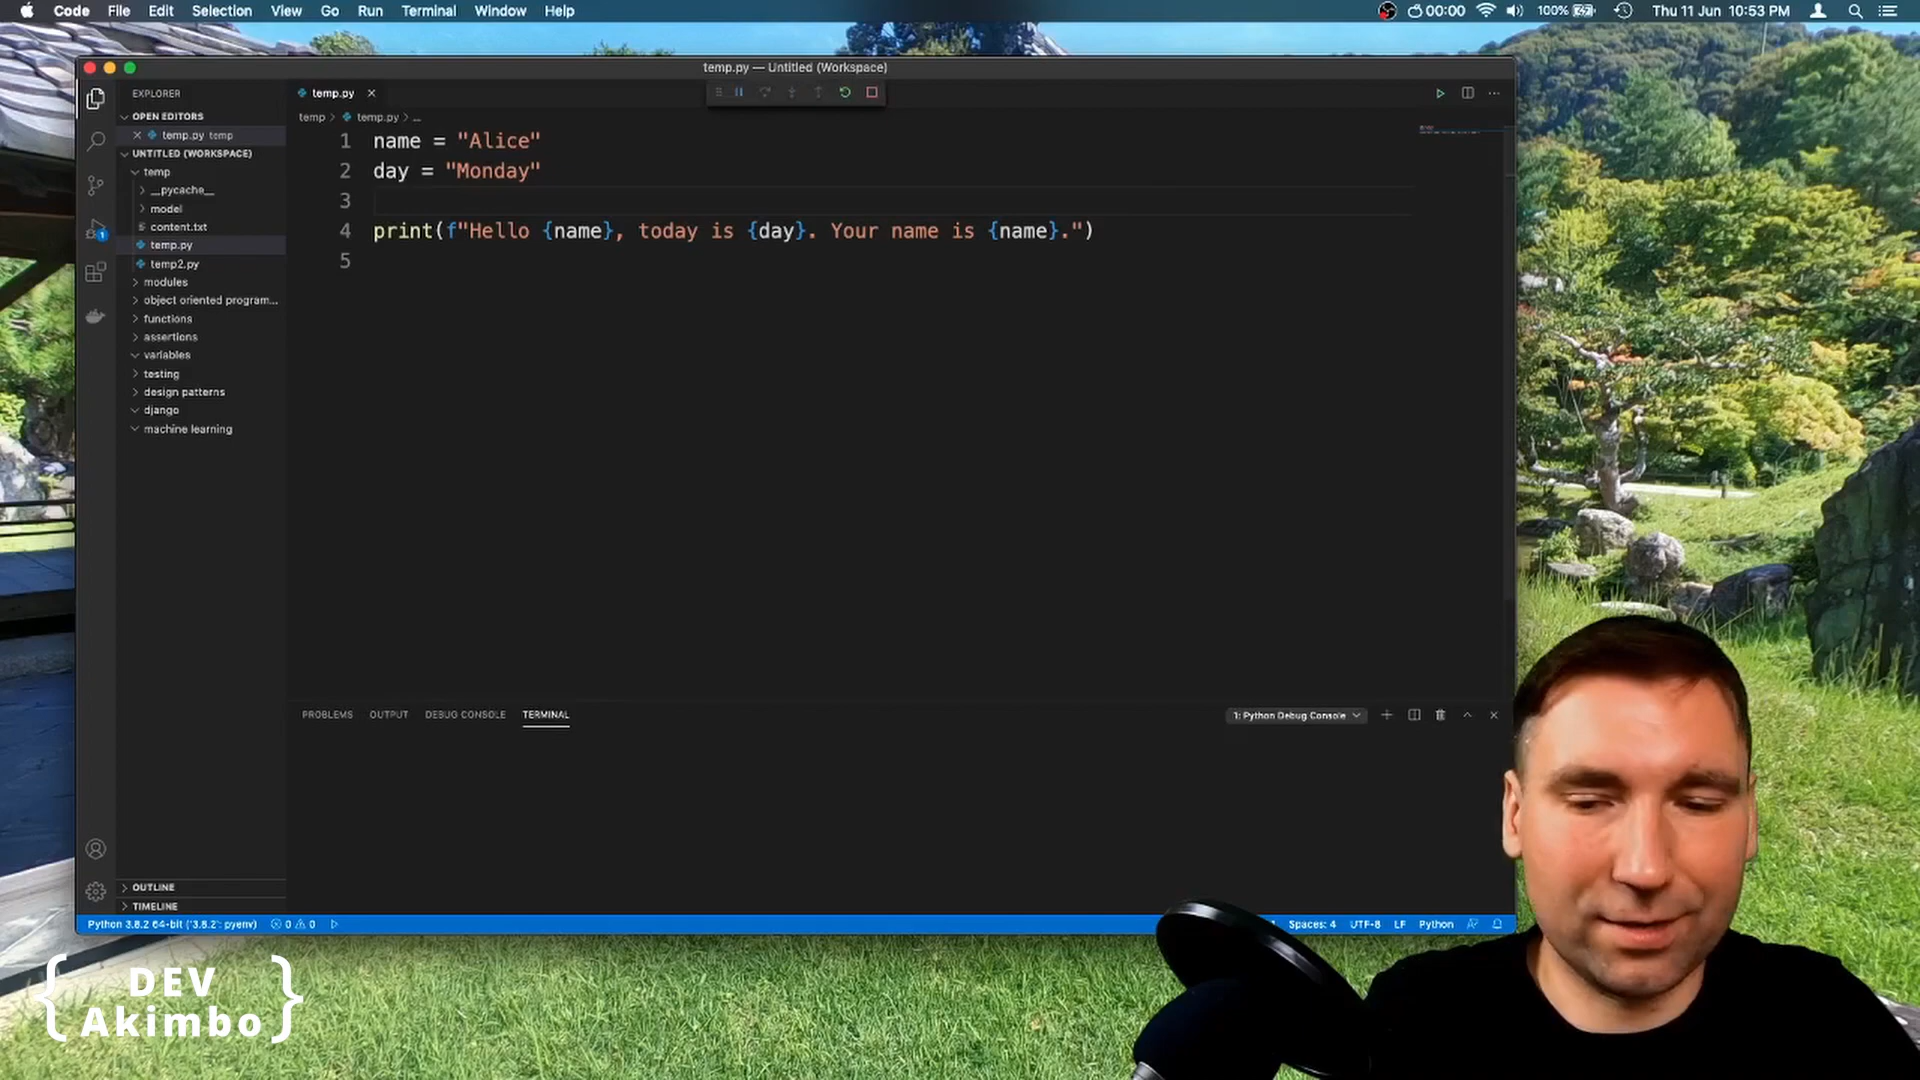 Code File Edit Selection View Go Run Terminal Window Help
00:00 100% Thu 11 Jun 10:53 PM
temp.py — Untitled (Workspace)
EXPLORER
OPEN EDITORS
temp.py temp
UNTITLED (WORKSPACE)
temp
__pycache__
model
content.txt
temp.py
temp2.py
modules
object oriented program...
functions
assertions
variables
testing
design patterns
django
machine learning
OUTLINE
TIMELINE
temp.py
temp > temp.py > ...
1 name = "Alice"
2 day = "Monday"
3
4 print(f"Hello {name}, today is {day}. Your name is {name}.")
5
PROBLEMS OUTPUT DEBUG CONSOLE TERMINAL
1: Python Debug Console
Python 3.8.2 64-bit ('3.8.2': pyenv) 0 0
Spaces: 4 UTF-8 LF Python
{ DEV
Akimbo }